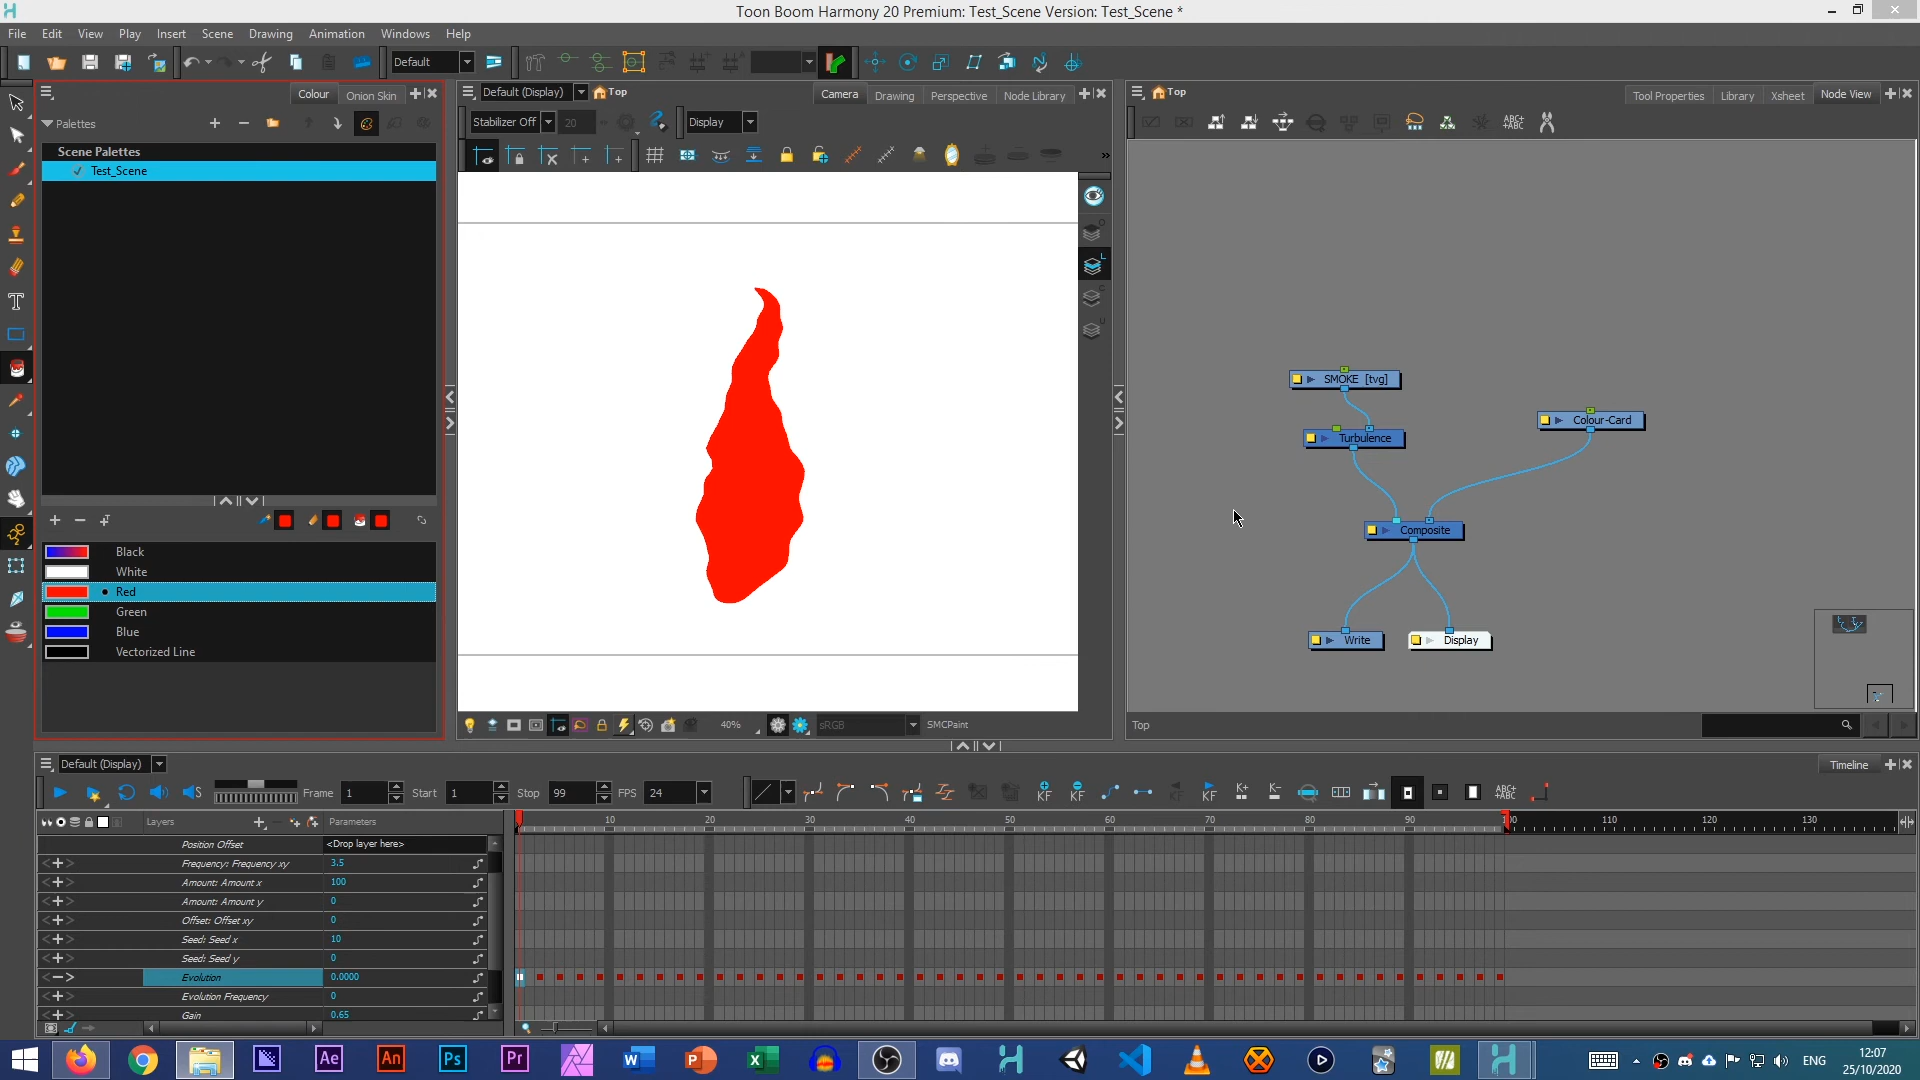 Toon Boom Harmony 20 Premium: Test_Scene Version: Test_Scene *
File Edit View Play Insert Scene Drawing Animation Windows Help
Default
Colour Onion Skin
Palettes
Scene Palettes
Test_Scene
Black
White
Red
Green
Blue
Vectorized Line
Default (Display) Top
Camera Drawing Perspective Node Library
Stabilizer Off 20 Display
40% sRGB SMCPaint
Top
Tool Properties Library Xsheet Node View
SMOKE [tvg]
Colour-Card
Turbulence
Composite
Write Display
Top
Default (Display)
Timeline
Frame 1 Start 1 Stop 99 FPS 24
Layers Parameters
10 20 30 40 50 60 70 80 90 110 120 130
Position Offset <Drop layer here>
Frequency: Frequency xy 3.5
Amount: Amount x 100
Amount: Amount y 0
Offset: Offset xy 0
Seed: Seed x 10
Seed: Seed y 0
Evolution 0.0000
Evolution Frequency 0
Gain 0.65
Ae An Ps Pr
ENG
12:07
25/10/2020